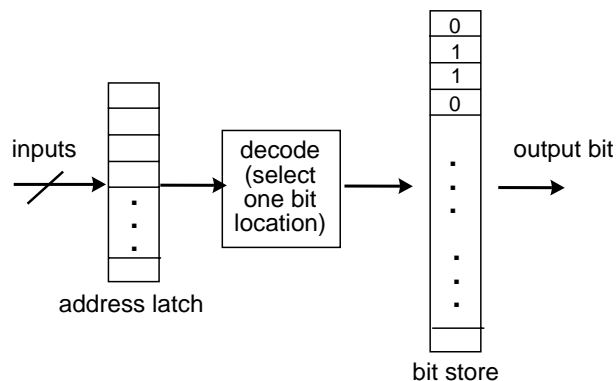 0
1
1
0
inputs
decode
(select
one bit
location)
output bit
address latch
bit store